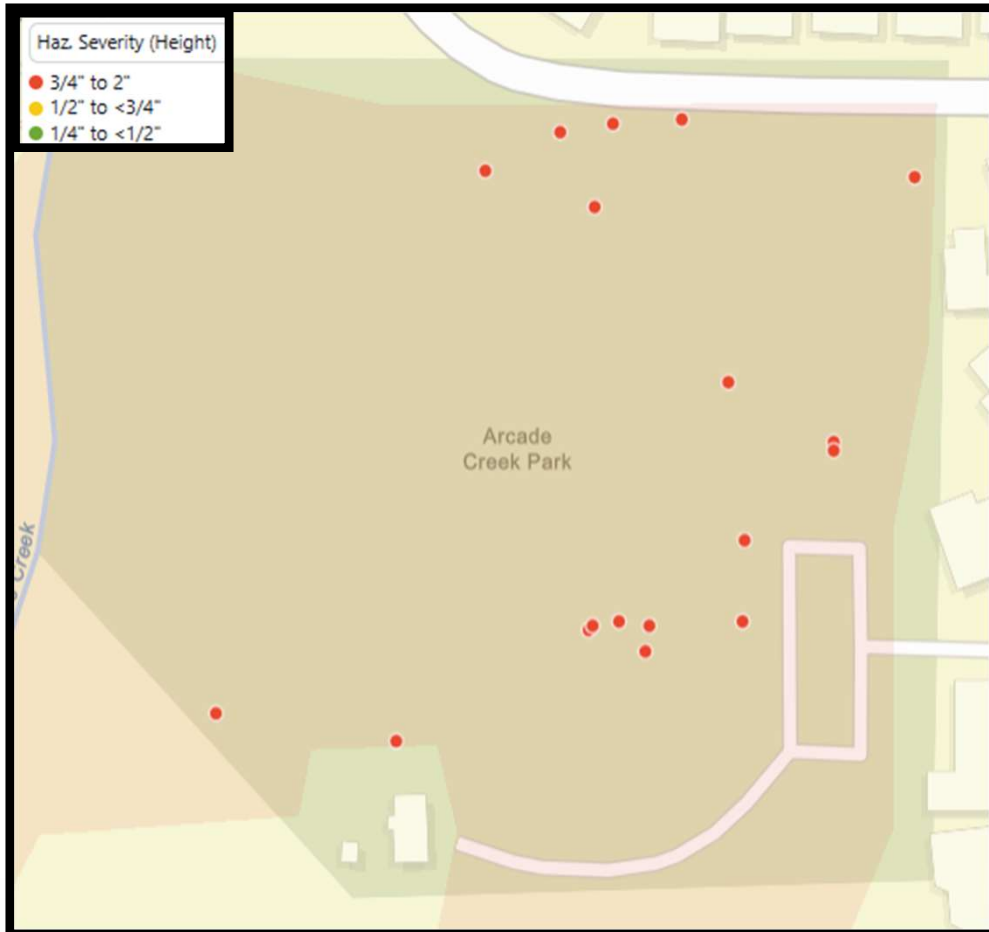 Haz. Severity (Height)
3/4" to 2"
1/2" to <3/4"
1/4" to <1/2"
Arcade
Creek Park
Creek